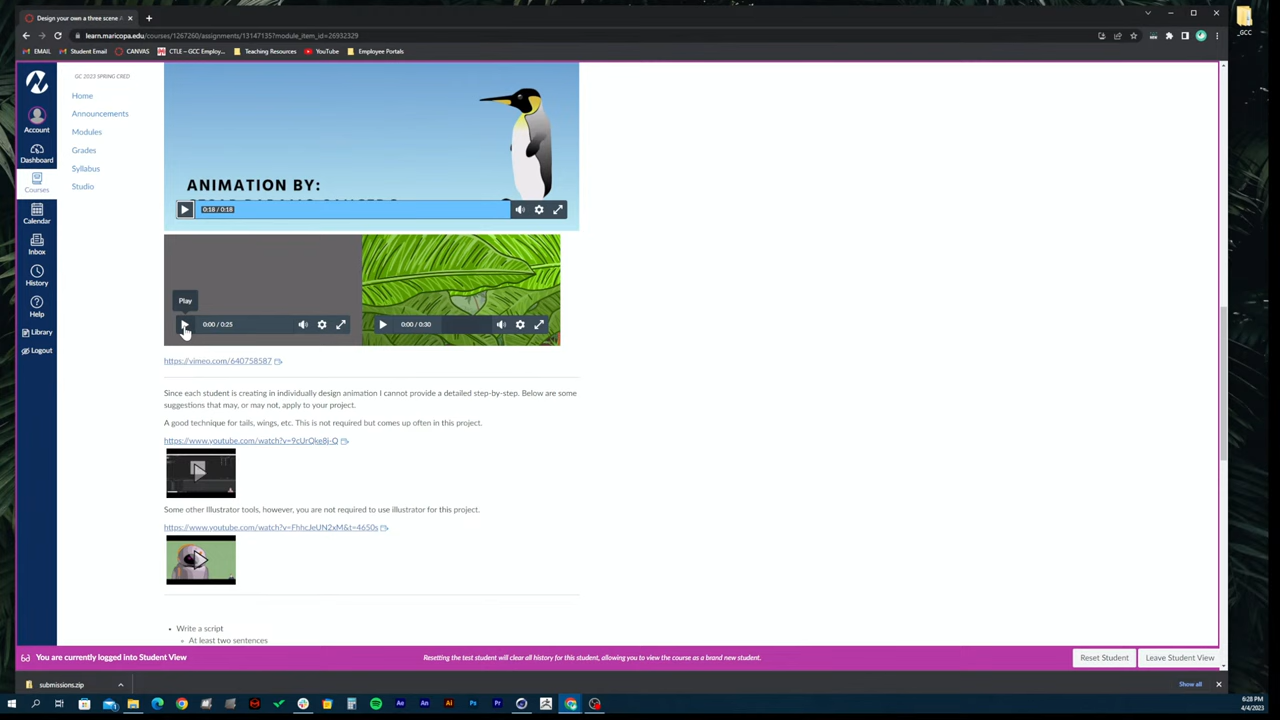 Design your own a three scene
learn.maricopa.edu/courses/1267260/assignments/13147135?module_item_id=26932329
EMAIL Student Email CANVAS CTLE – GCC Employ... Teaching Resources YouTube Employee Portals
_GCC
GC 2023 SPRING CRED
Home
Announcements
Modules
Grades
Syllabus
Studio
Account
Dashboard
Courses
Calendar
Inbox
History
Help
Library
Logout
ANIMATION BY:
0:18 / 0:18
Play
0:00 / 0:25
0:00 / 0:30
https://vimeo.com/640758587
Since each student is creating in individually design animation I cannot provide a detailed step-by-step. Below are some
suggestions that may, or may not, apply to your project.
A good technique for tails, wings, etc. This is not required but comes up often in this project.
https://www.youtube.com/watch?v=9cUrQke8j-Q
Some other Illustrator tools, however, you are not required to use illustrator for this project.
https://www.youtube.com/watch?v=FhhcJeUN2xM&t=4650s
Write a script
At least two sentences
You are currently logged into Student View
Resetting the test student will clear all history for this student, allowing you to view the course as a brand new student.
Reset Student
Leave Student View
submissions.zip
Show all
Ae An Ai Ps Pr
6:28 PM
4/4/2023